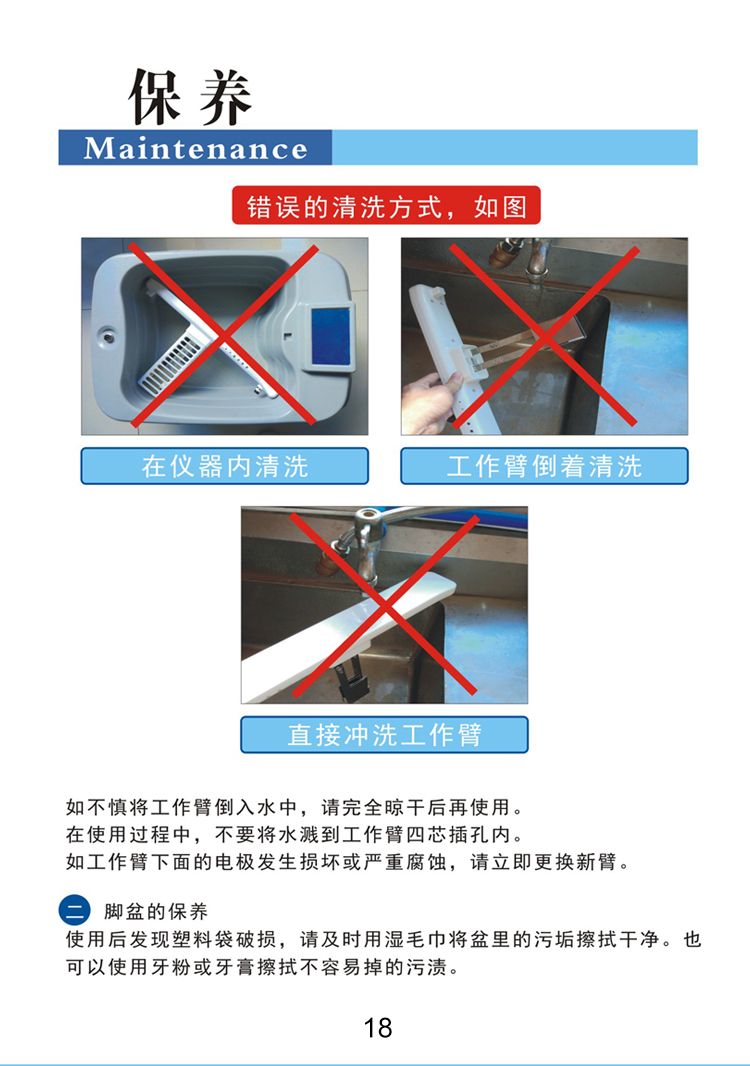 保养
Maintenance
错误的清洗方式，如图
在仪器内清洗
工作臂倒着清洗
直接冲洗工作臂
如不慎将工作臂倒入水中，请完全晾干后再使用。
在使用过程中，不要将水溅到工作臂四芯插孔内。
如工作臂下面的电极发生损坏或严重腐蚀，请立即更换新臂。
二 脚盆的保养
使用后发现塑料袋破损，请及时用湿毛巾将盆里的污垢擦拭干净。也
可以使用牙粉或牙膏擦拭不容易掉的污渍。
18